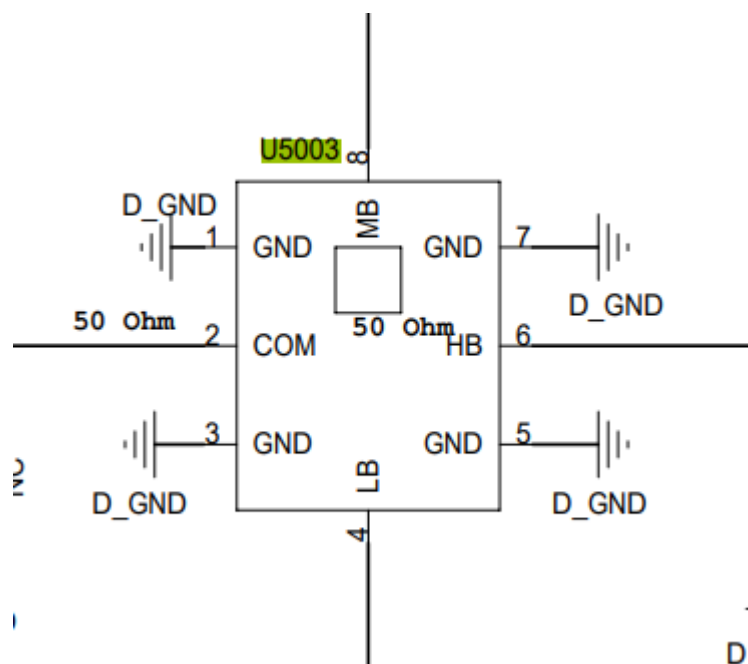 U5003
8
D_GND
MB
1
GND
GND
7
D_GND
50 Ohm
50 Ohm
2
COM
HB
6
3
GND
GND
5
LB
D_GND
D_GND
4
D